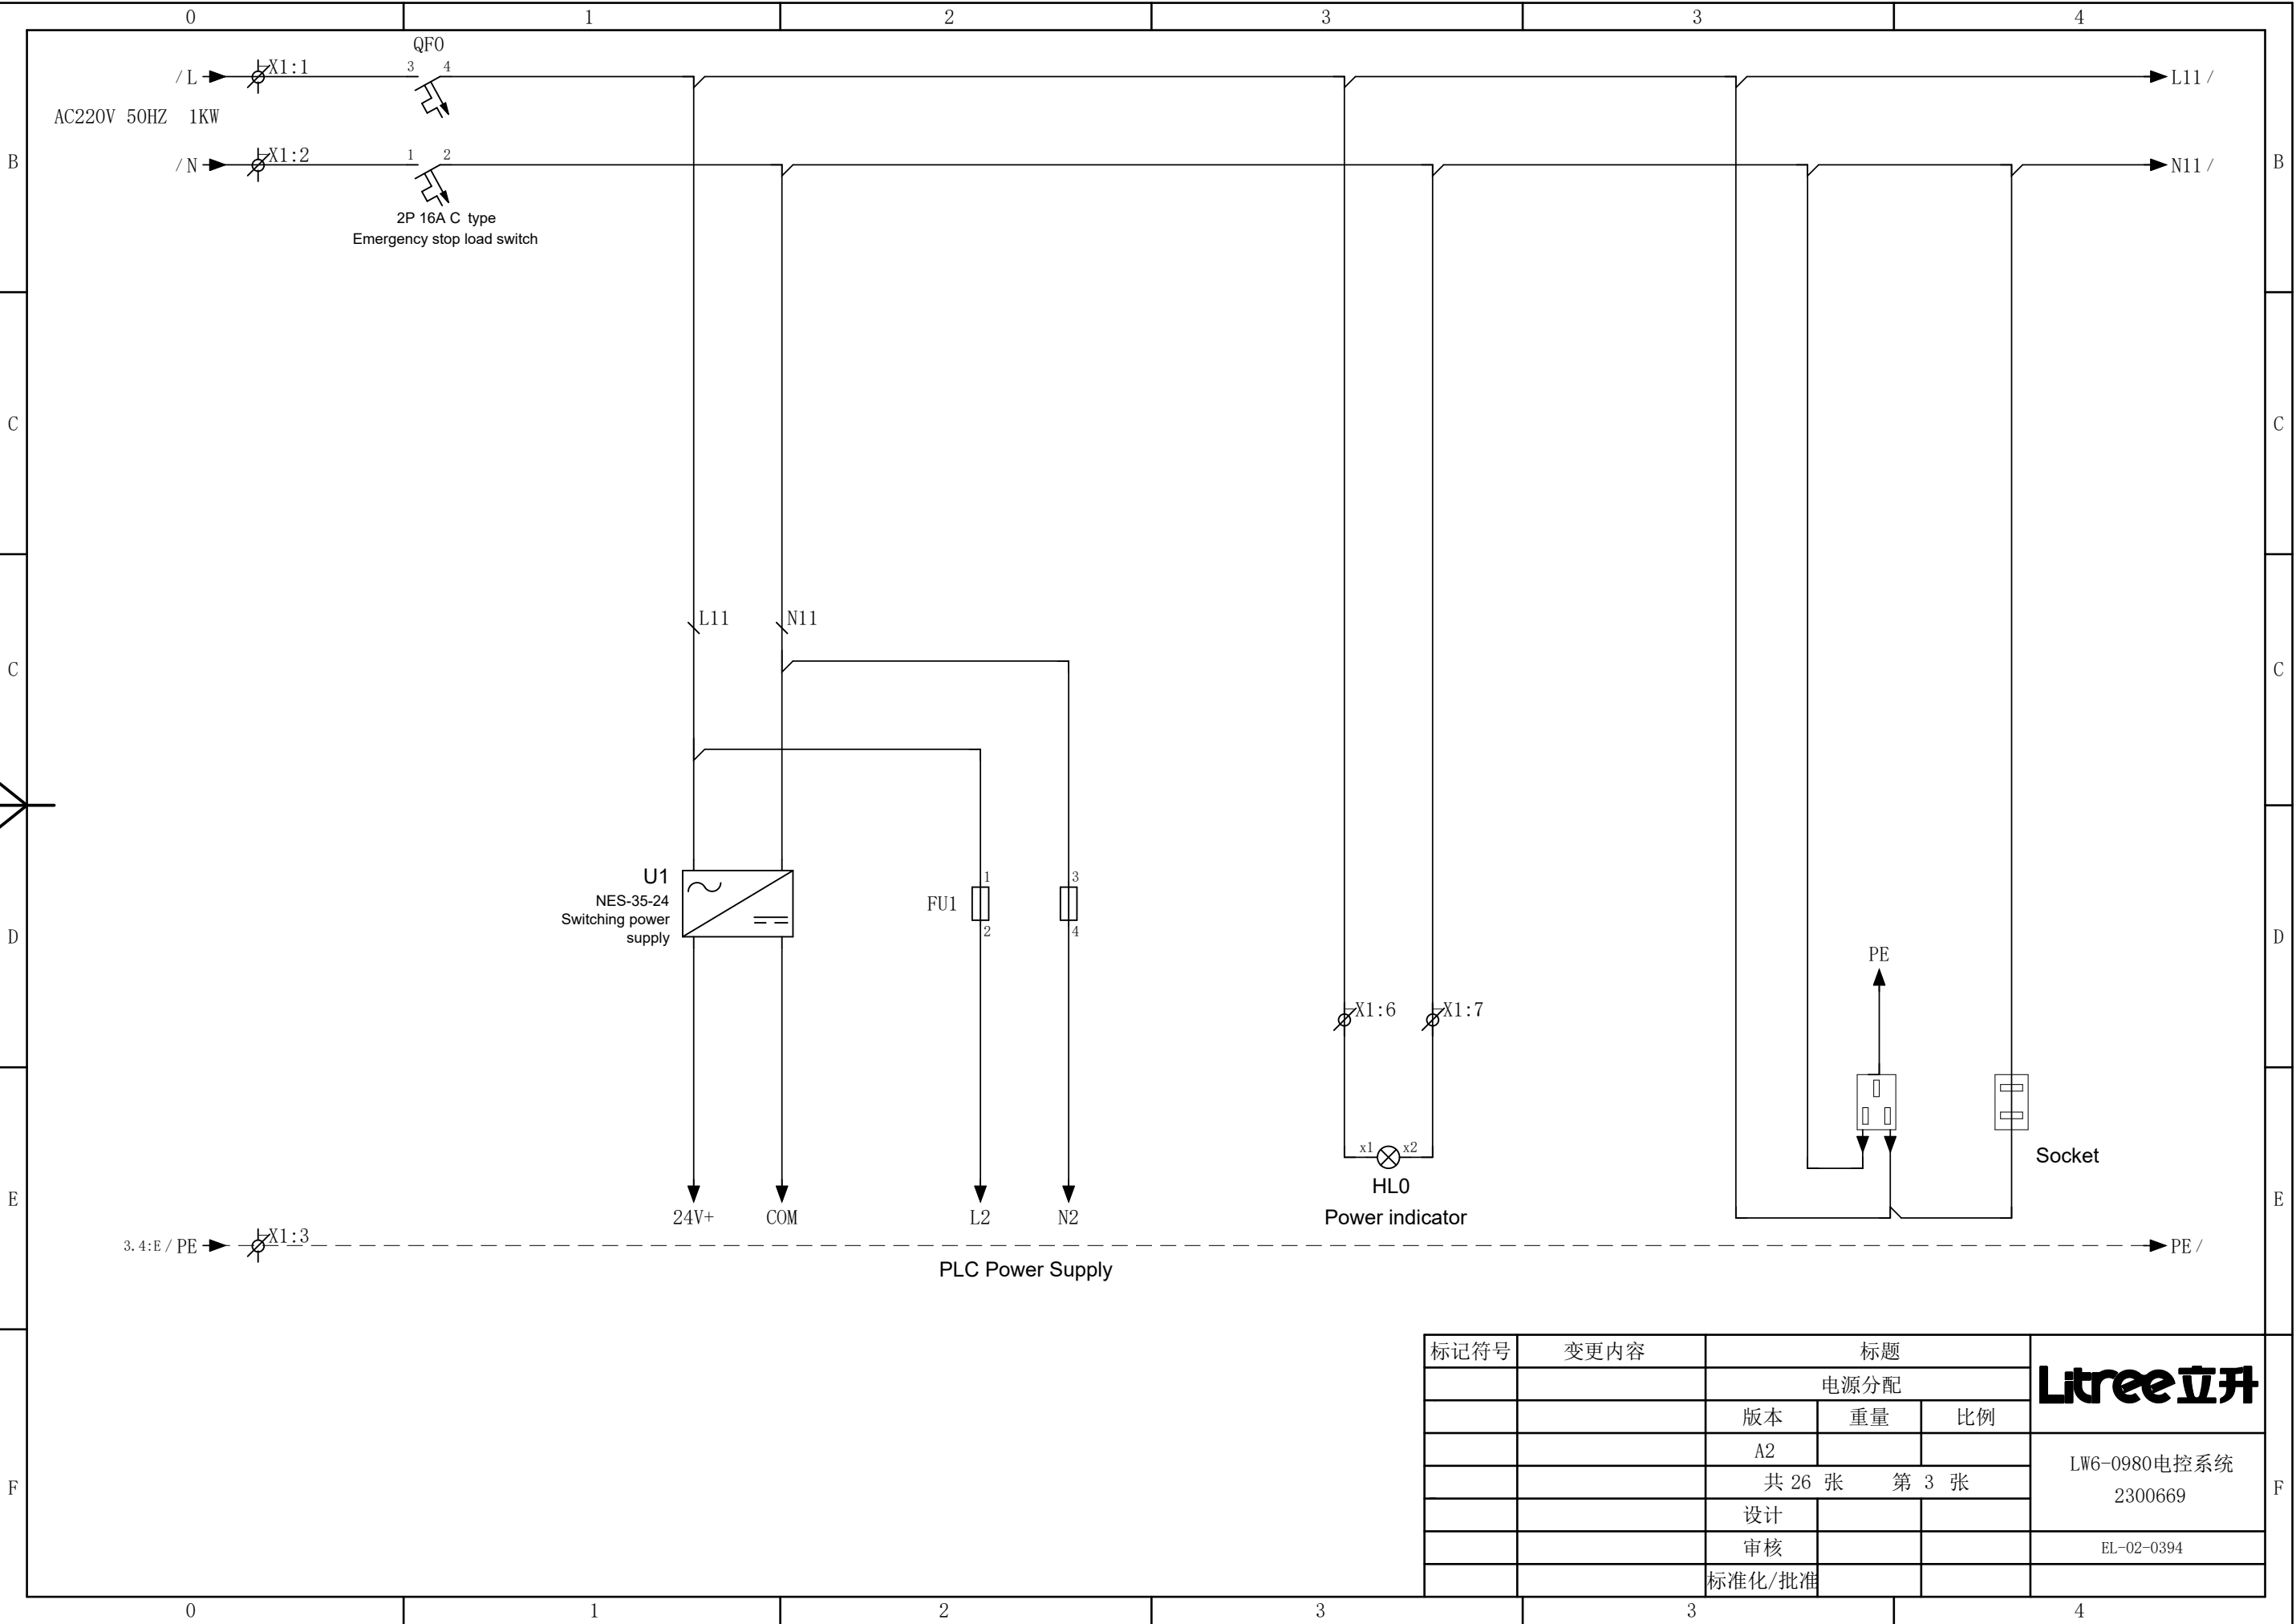 0 1 2 3 3 4
QF0
/ L X1:1 3 4 L11 /
AC220V 50HZ 1KW
B / N X1:2 1 2 N11 / B
2P 16A C type
Emergency stop load switch
C C
L11 N11
C C
U1
NES-35-24
Switching power
supply
FU1 1 3
2 4
D D
PE
X1:6 X1:7
x1 x2
Socket
HL0
E E
24V+ COM L2 N2 Power indicator
3.4:E / PE X1:3 PE /
PLC Power Supply
标记符号 变更内容 标题
Litree立升
电源分配
版本 重量 比例
A2
LW6-0980电控系统
共 26 张 第 3 张
F 2300669 F
设计
审核 EL-02-0394
标准化/批准
0 1 2 3 3 4